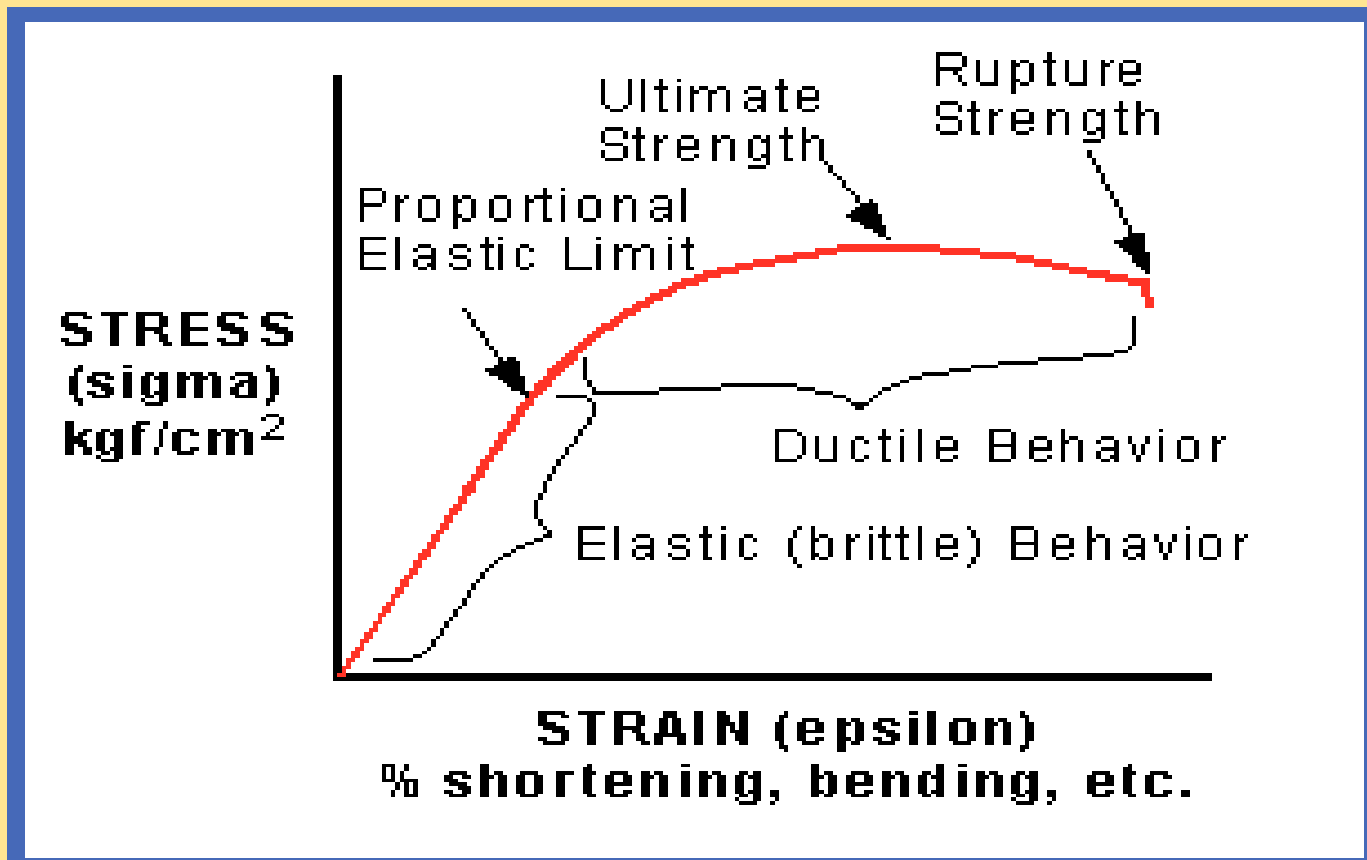 Rupture
Strength
Ultimate
Strength
Proportional
Elastic Limit
STRESS
(sigma)
kgf/cm²
Ductile Behavior
Elastic (brittle) Behavior
STRAIN (epsilon)
% shortening, bending, etc.